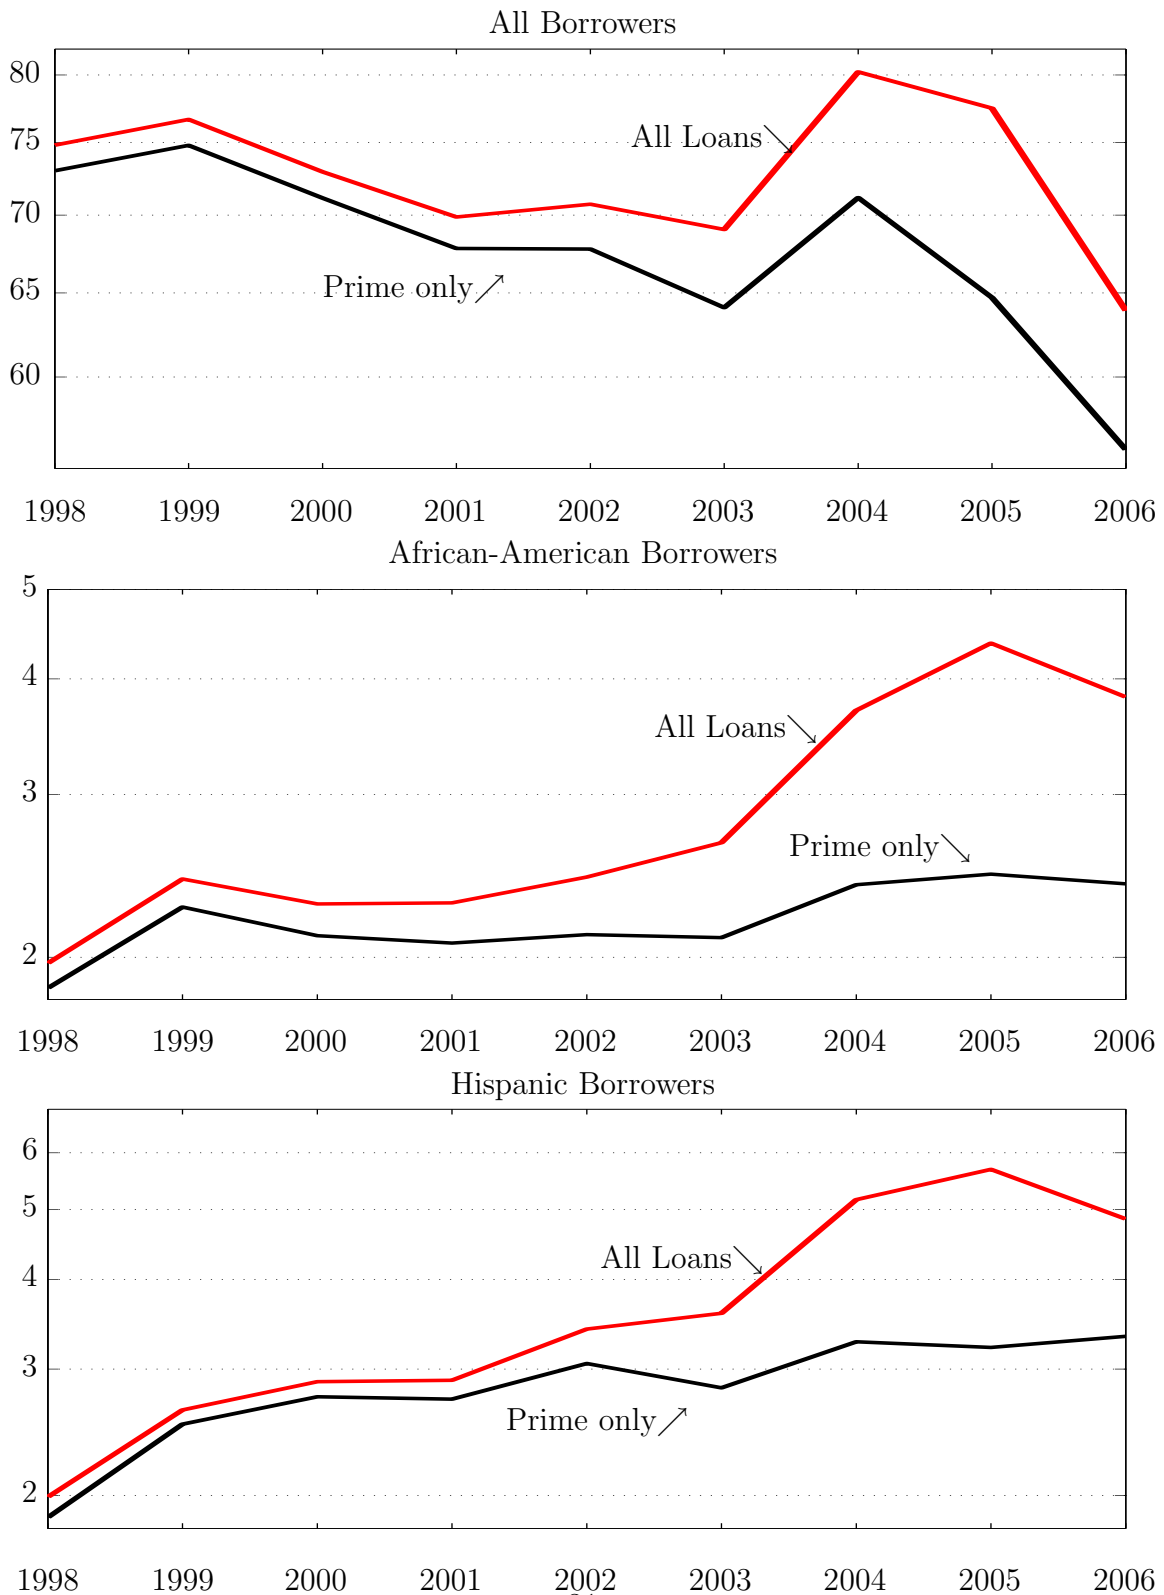 All Borrowers
80
75
70
65
60
All Loans↘
Prime only↗
1998 1999 2000 2001 2002 2003 2004 2005 2006
African-American Borrowers
5
4
3
2
All Loans↘
Prime only↘
1998 1999 2000 2001 2002 2003 2004 2005 2006
Hispanic Borrowers
6
5
4
3
2
All Loans↘
Prime only↗
1998 1999 2000 2001 2002 2003 2004 2005 2006